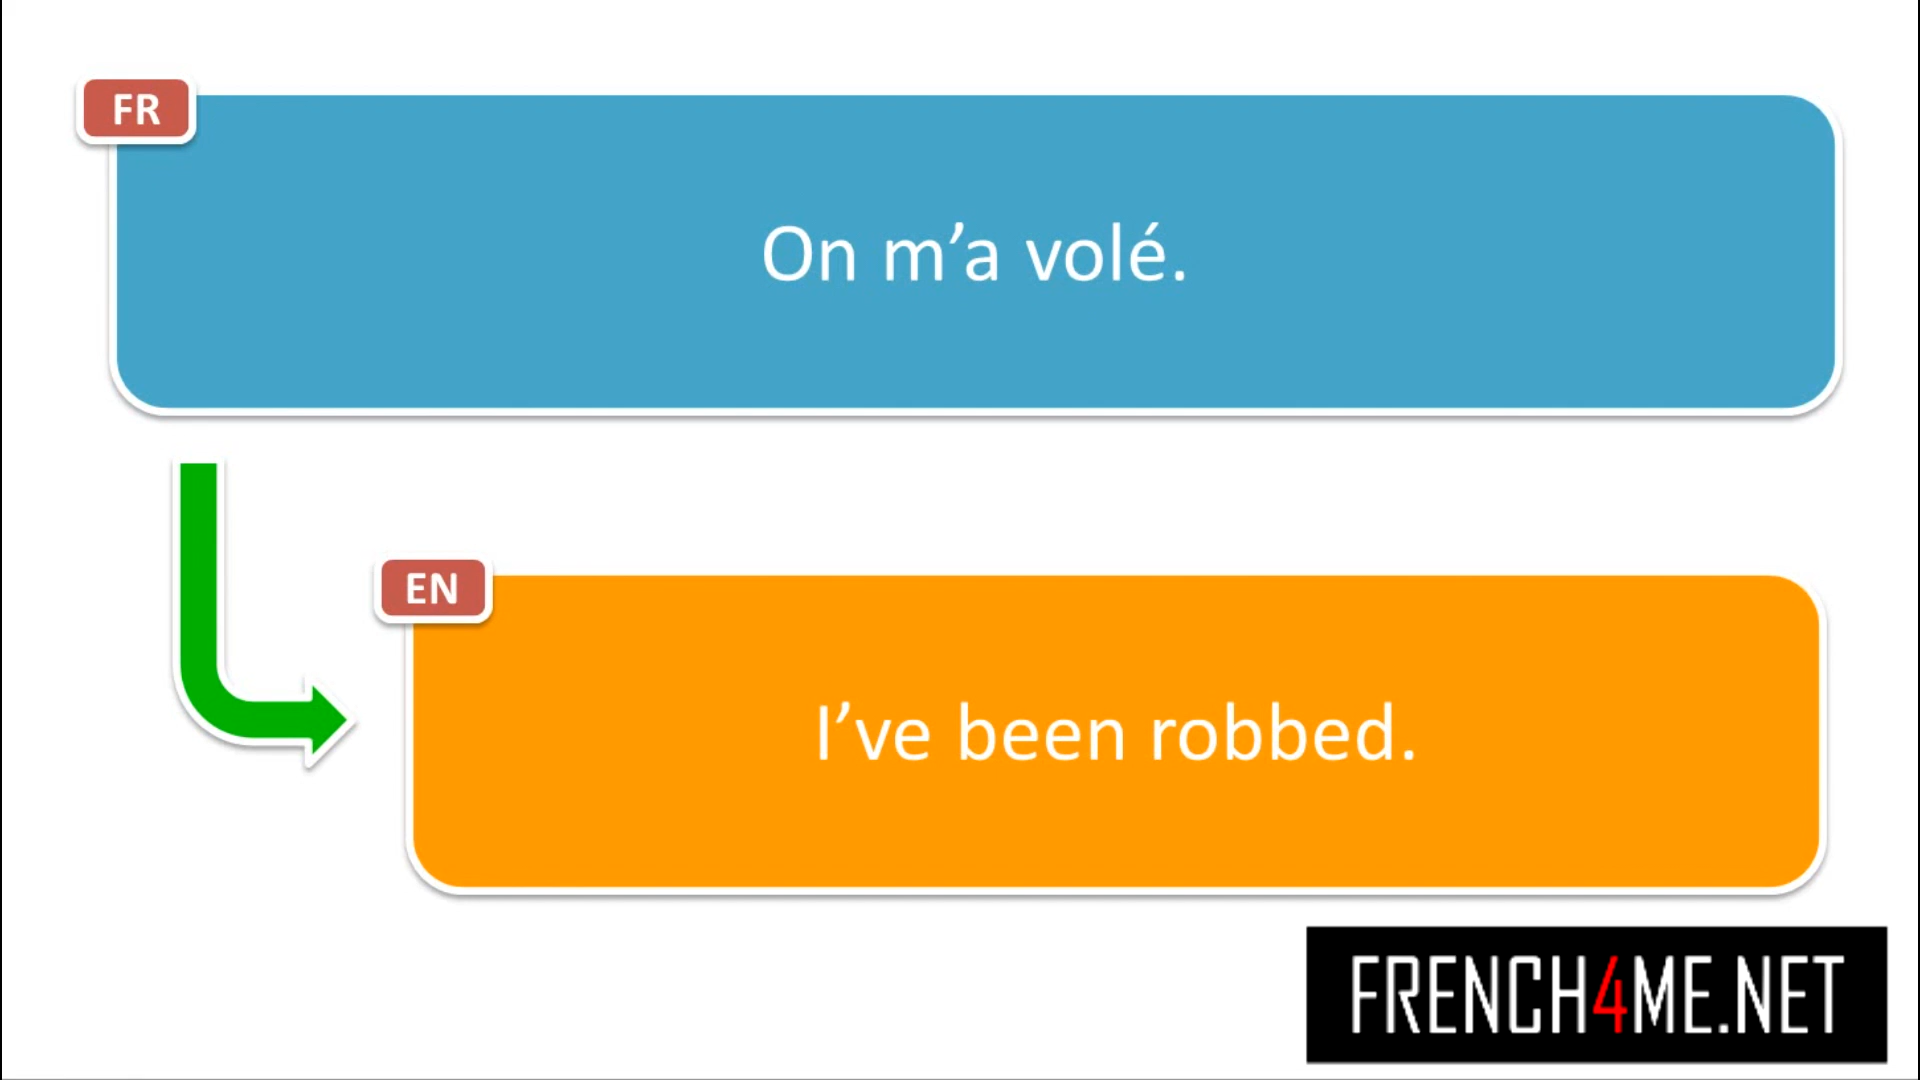 FR
On m’a volé.
EN
I’ve been robbed.
FRENCH4ME.NET